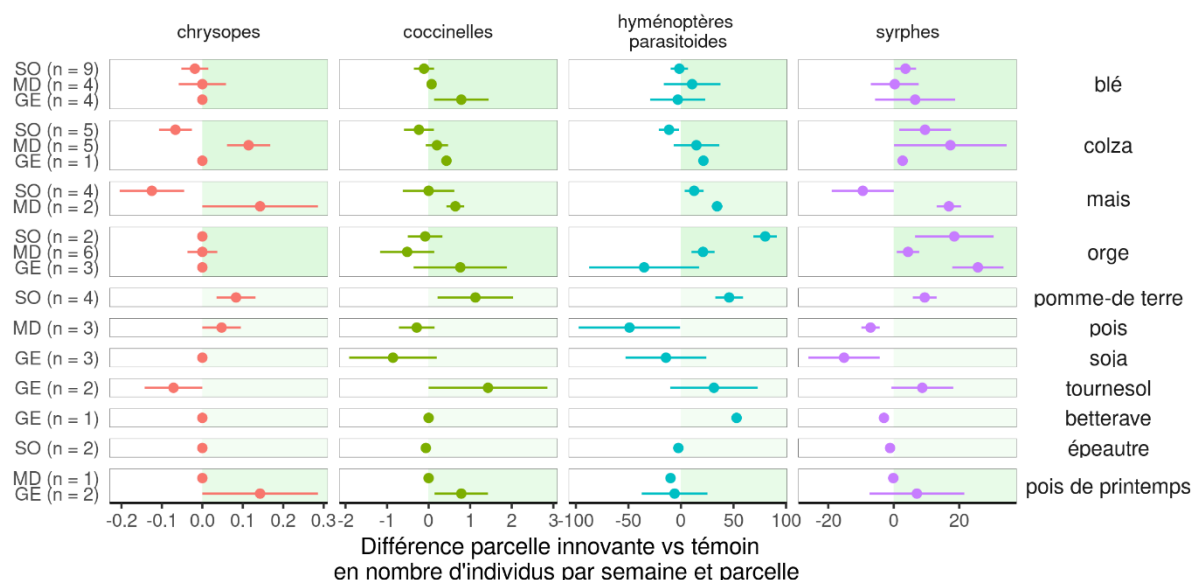 chrysopes
coccinelles
hyménoptères
parasitoides
syrphes
SO (n = 9)
MD (n = 4)
GE (n = 4)
blé
SO (n = 5)
MD (n = 5)
GE (n = 1)
colza
SO (n = 4)
MD (n = 2)
mais
SO (n = 2)
MD (n = 6)
GE (n = 3)
orge
SO (n = 4)
pomme-de terre
MD (n = 3)
pois
GE (n = 3)
soia
GE (n = 2)
tournesol
GE (n = 1)
betterave
SO (n = 2)
épeautre
MD (n = 1)
GE (n = 2)
pois de printemps
-0.2 -0.1 0.0 0.1 0.2 0.3
-2 -1 0 1 2 3
-100 -50 0 50 100
-20 0 20
Différence parcelle innovante vs témoin
en nombre d'individus par semaine et parcelle